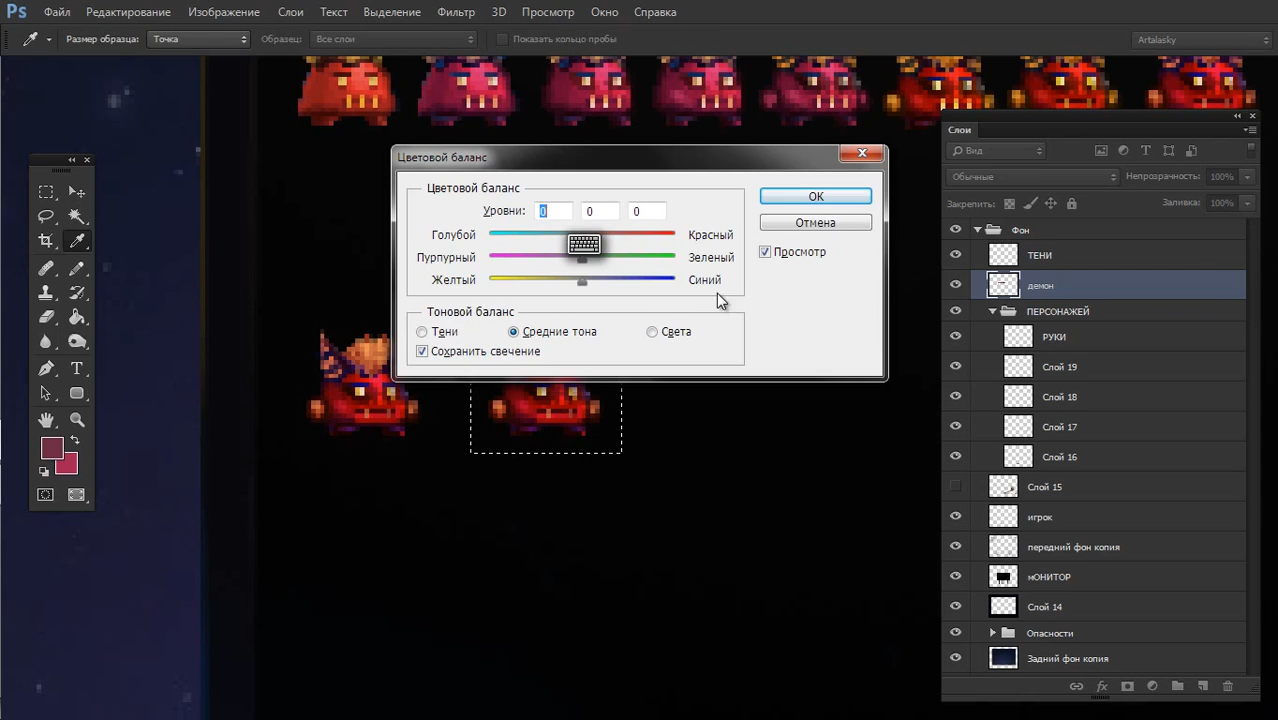 Ps Файл Редактирование Изображение Слои Текст Выделение Фильтр 3D Просмотр Окно Справка
Размер образца: Точка Образец: Все слои Показать кольцо пробы Artalasky
Цветовой баланс
Цветовой баланс
Уровни: 0 0 0
Голубой Красный
Пурпурный Зеленый
Желтый Синий
Тоновой баланс
Тени Средние тона Света
Сохранить свечение
OK
Отмена
Просмотр
Слои
Вид
Обычные Непрозрачность: 100%
Закрепить: Заливка: 100%
Фон
ТЕНИ
демон
ПЕРСОНАЖЕЙ
РУКИ
Слой 19
Слой 18
Слой 17
Слой 16
Слой 15
игрок
передний фон копия
мОНИТОР
Слой 14
Опасности
Задний фон копия
fx